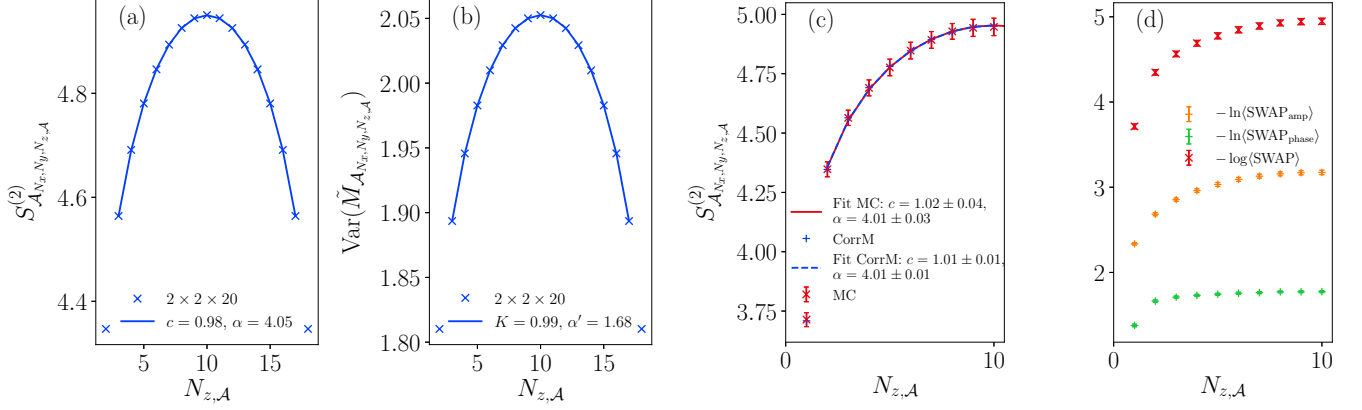 (a)
4.8
4.6
4.4
S^{(2)}_{\mathcal{A}_{N_x,N_y,N_{z,\mathcal{A}}}}
× 2 × 2 × 20
c = 0.98, α = 4.05
5 10 15
N_{z,\mathcal{A}}
(b)
2.05
2.00
1.95
1.90
1.85
1.80
Var(\tilde{M}_{\mathcal{A}_{N_x,N_y,N_{z,\mathcal{A}}}})
2 × 2 × 20
K = 0.99, α′ = 1.68
5 10 15
N_{z,\mathcal{A}}
(c)
5.00
4.75
4.50
4.25
4.00
3.75
S^{(2)}_{\mathcal{A}_{N_x,N_y,N_{z,\mathcal{A}}}}
Fit MC: c = 1.02 ± 0.04,
α = 4.01 ± 0.03
CorrM
Fit CorrM: c = 1.01 ± 0.01,
α = 4.01 ± 0.01
MC
0 5 10
N_{z,\mathcal{A}}
(d)
5
4
3
2
− ln⟨SWAP_{amp}⟩
− ln⟨SWAP_{phase}⟩
− log⟨SWAP⟩
0 5 10
N_{z,\mathcal{A}}